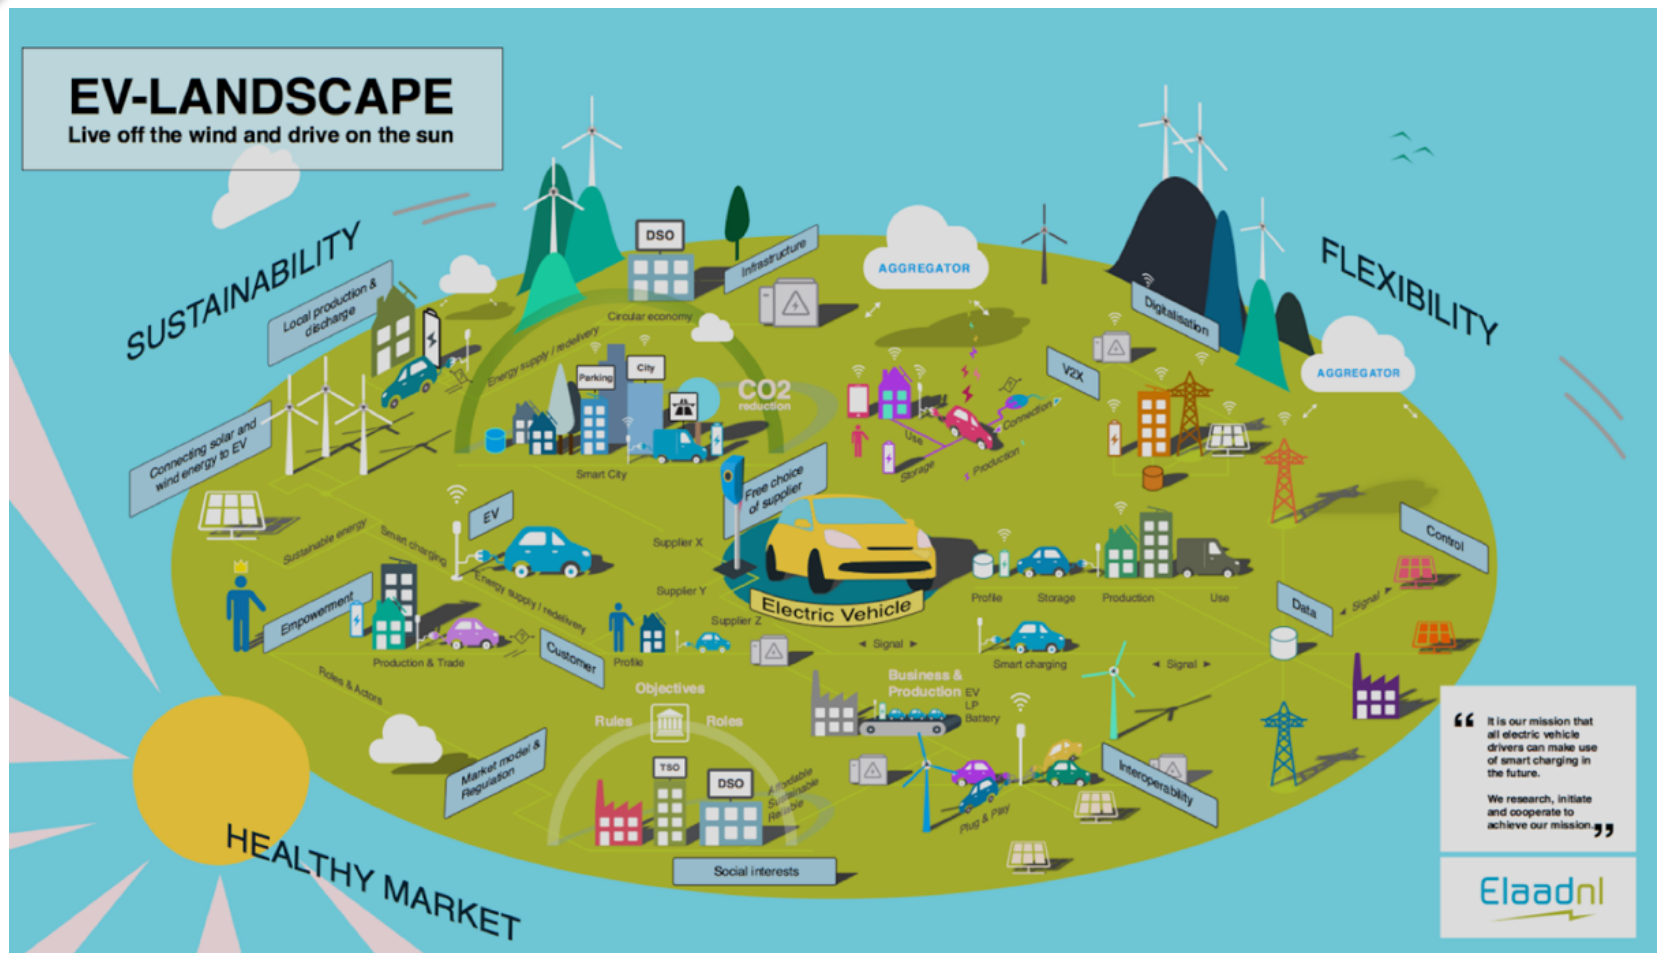 EV-LANDSCAPE
Live off the wind and drive on the sun
SUSTAINABILITY
FLEXIBILITY
HEALTHY MARKET
DSO
Infrastructure
AGGREGATOR
Local production &
discharge
Circular economy
Energy supply / redelivery
Digitalisation
AGGREGATOR
Parking
City
CO2
reduction
V2X
Connection
Use
Storage
Production
Connecting solar and
wind energy to EV
Smart City
Free choice
of supplier
EV
Sustainable energy
Smart charging
Energy supply / redelivery
Supplier X
Supplier Y
Supplier Z
Electric Vehicle
Profile
Storage
Production
Use
Control
Signal
Data
Empowerment
Production & Trade
Customer
Profile
Signal
Smart charging
Signal
Roles & Actors
Objectives
Rules
Roles
Business &
Production
EV
LP
Battery
Market model &
Regulation
TSO
DSO
Affordable
Sustainable
Reliable
Plug & Play
Interoperability
Social interests
“ It is our mission that
all electric vehicle
drivers can make use
of smart charging in
the future.
We research, initiate
and cooperate to
achieve our mission. ”
Elaadnl